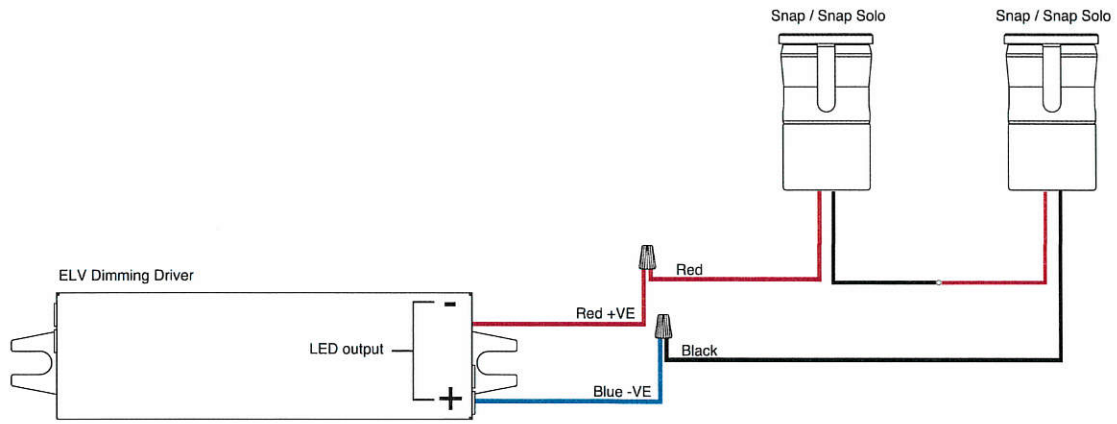 Snap / Snap Solo
Snap / Snap Solo
ELV Dimming Driver
Red
-
Red +VE
LED output
Black
Blue -VE
+